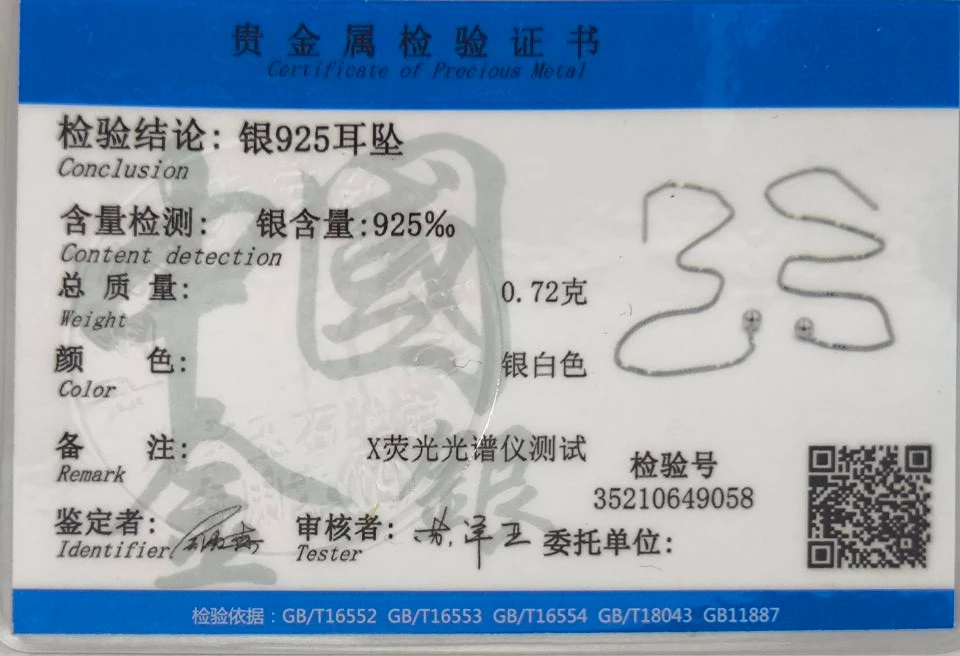 贵金属检验证书
Certificate of Precious Metal
检验结论: 银925耳坠
Conclusion
含量检测: 银含量:925‰
Content detection
总质量: 0.72克
Weight
颜色: 银白色
Color
备注: X荧光光谱仪测试
Remark
检验号
35210649058
鉴定者:
Identifier
审核者:
Tester
委托单位:
检验依据：GB/T16552 GB/T16553 GB/T16554 GB/T18043 GB11887
中國金銀